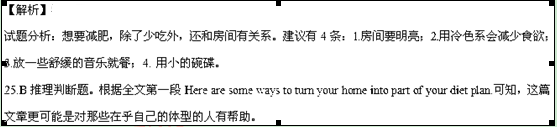 【解析】
试题分析：想要减肥，除了少吃外，还和房间有关系。建议有 4 条：1.房间要明亮；2.用冷色系会减少食欲；
3.放一些舒缓的音乐就餐；4. 用小的碗碟。
25.B 推理判断题。根据全文第一段 Here are some ways to turn your home into part of your diet plan.可知，这篇
文章更可能是对那些在乎自己的体型的人有帮助。